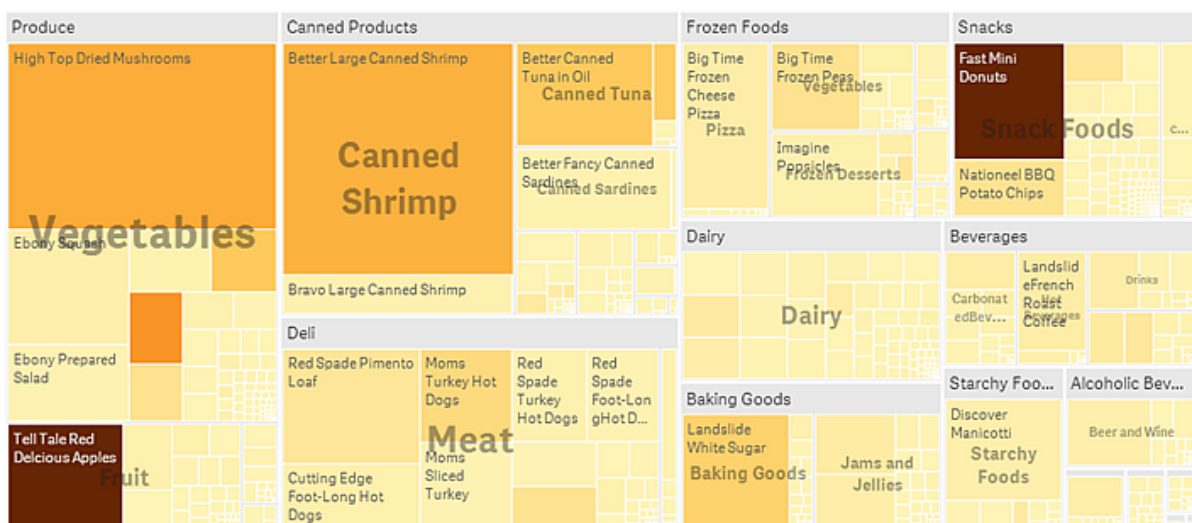 Produce
High Top Dried Mushrooms
Vegetables
Ebony Squash
Ebony Prepared
Salad
Tell Tale Red
Delcious Apples
Fruit
Canned Products
Better Large Canned Shrimp
Canned
Shrimp
Bravo Large Canned Shrimp
Better Canned
Tuna in Oil
Canned Tuna
Better Fancy Canned
Sardines
Canned Sardines
Deli
Red Spade Pimento
Loaf
Cutting Edge
Foot-Long Hot
Dogs
Moms
Turkey Hot
Dogs
Meat
Moms
Sliced
Turkey
Red
Spade
Turkey
Hot Dogs
Red
Spade
Foot-Lon
gHot D...
Frozen Foods
Big Time
Frozen
Cheese
Pizza
Pizza
Big Time
Frozen Peas
Vegetables
Imagine
Popsicles
Frozen Desserts
Dairy
Dairy
Baking Goods
Landslide
White Sugar
Baking Goods
Jams and
Jellies
Snacks
Fast Mini
Donuts
Snack Foods
Nationeel BBQ
Potato Chips
C...
Beverages
Carbonat
edBev...
Landslid
eFrench
Roast
Coffee
Hot
Beverages
Drinks
Starchy Foo...
Discover
Manicotti
Starchy
Foods
Alcoholic Bev...
Beer and Wine